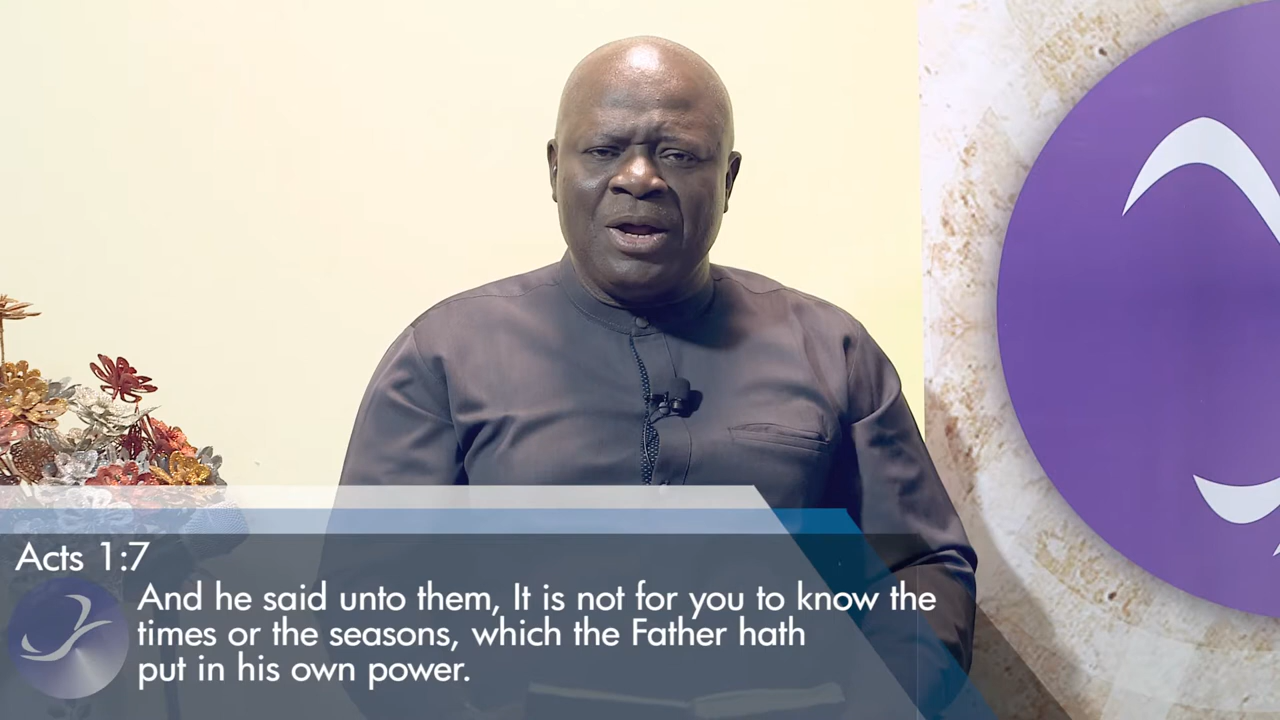 Acts 1:7
And he said unto them, It is not for you to know the
times or the seasons, which the Father hath
put in his own power.